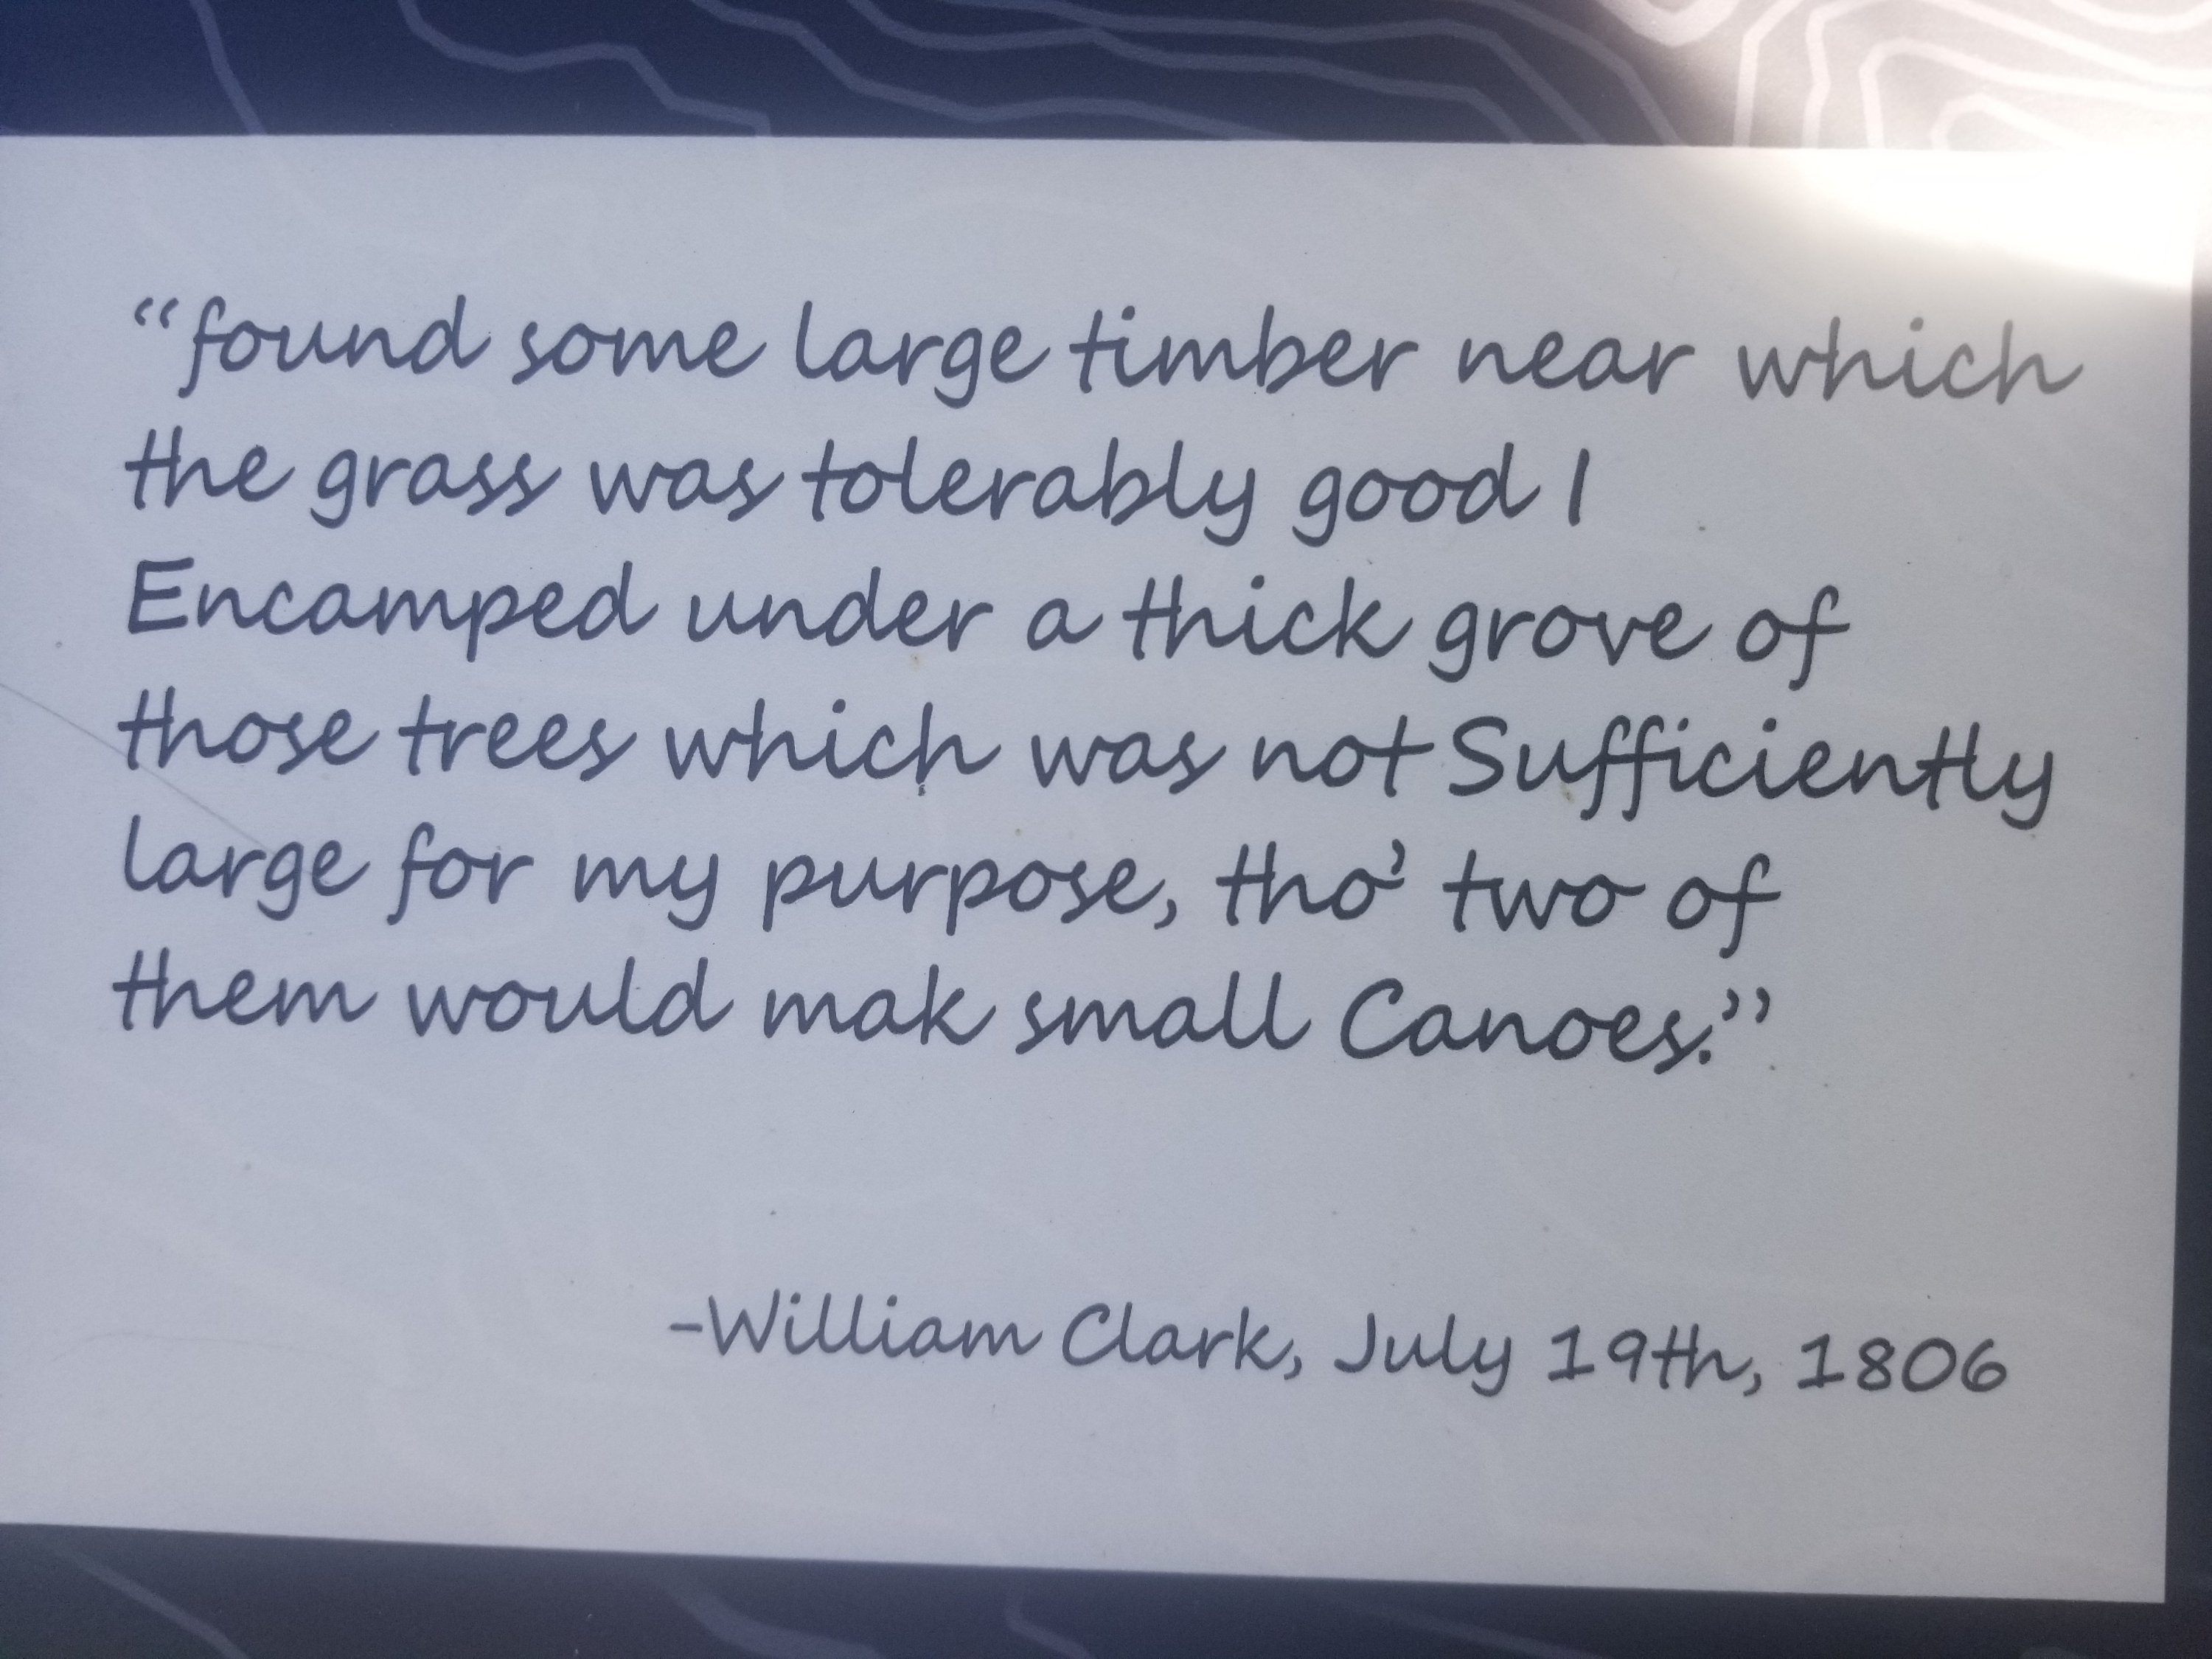 “found some large timber near which
the grass was tolerably good I
Encamped under a thick grove of
those trees which was not Sufficiently
large for my purpose, tho’ two of
them would mak small Canoes.”
-William Clark, July 19th, 1806